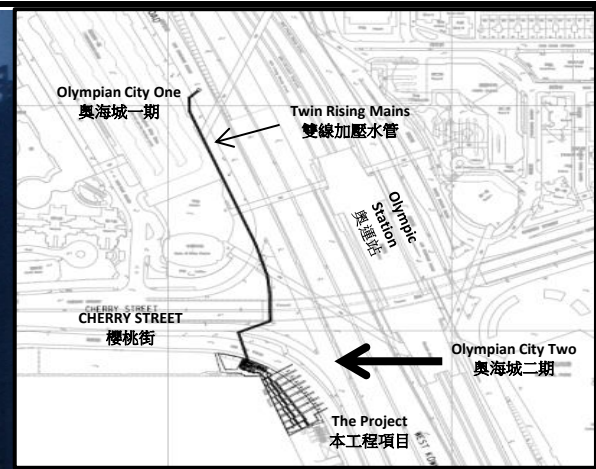 Olympian City One
奧海城一期
Twin Rising Mains
雙線加壓水管
Olympic
Station
奧運站
CHERRY STREET
CHERRY STREET
櫻桃街
Olympian City Two
奧海城二期
The Project
本工程項目